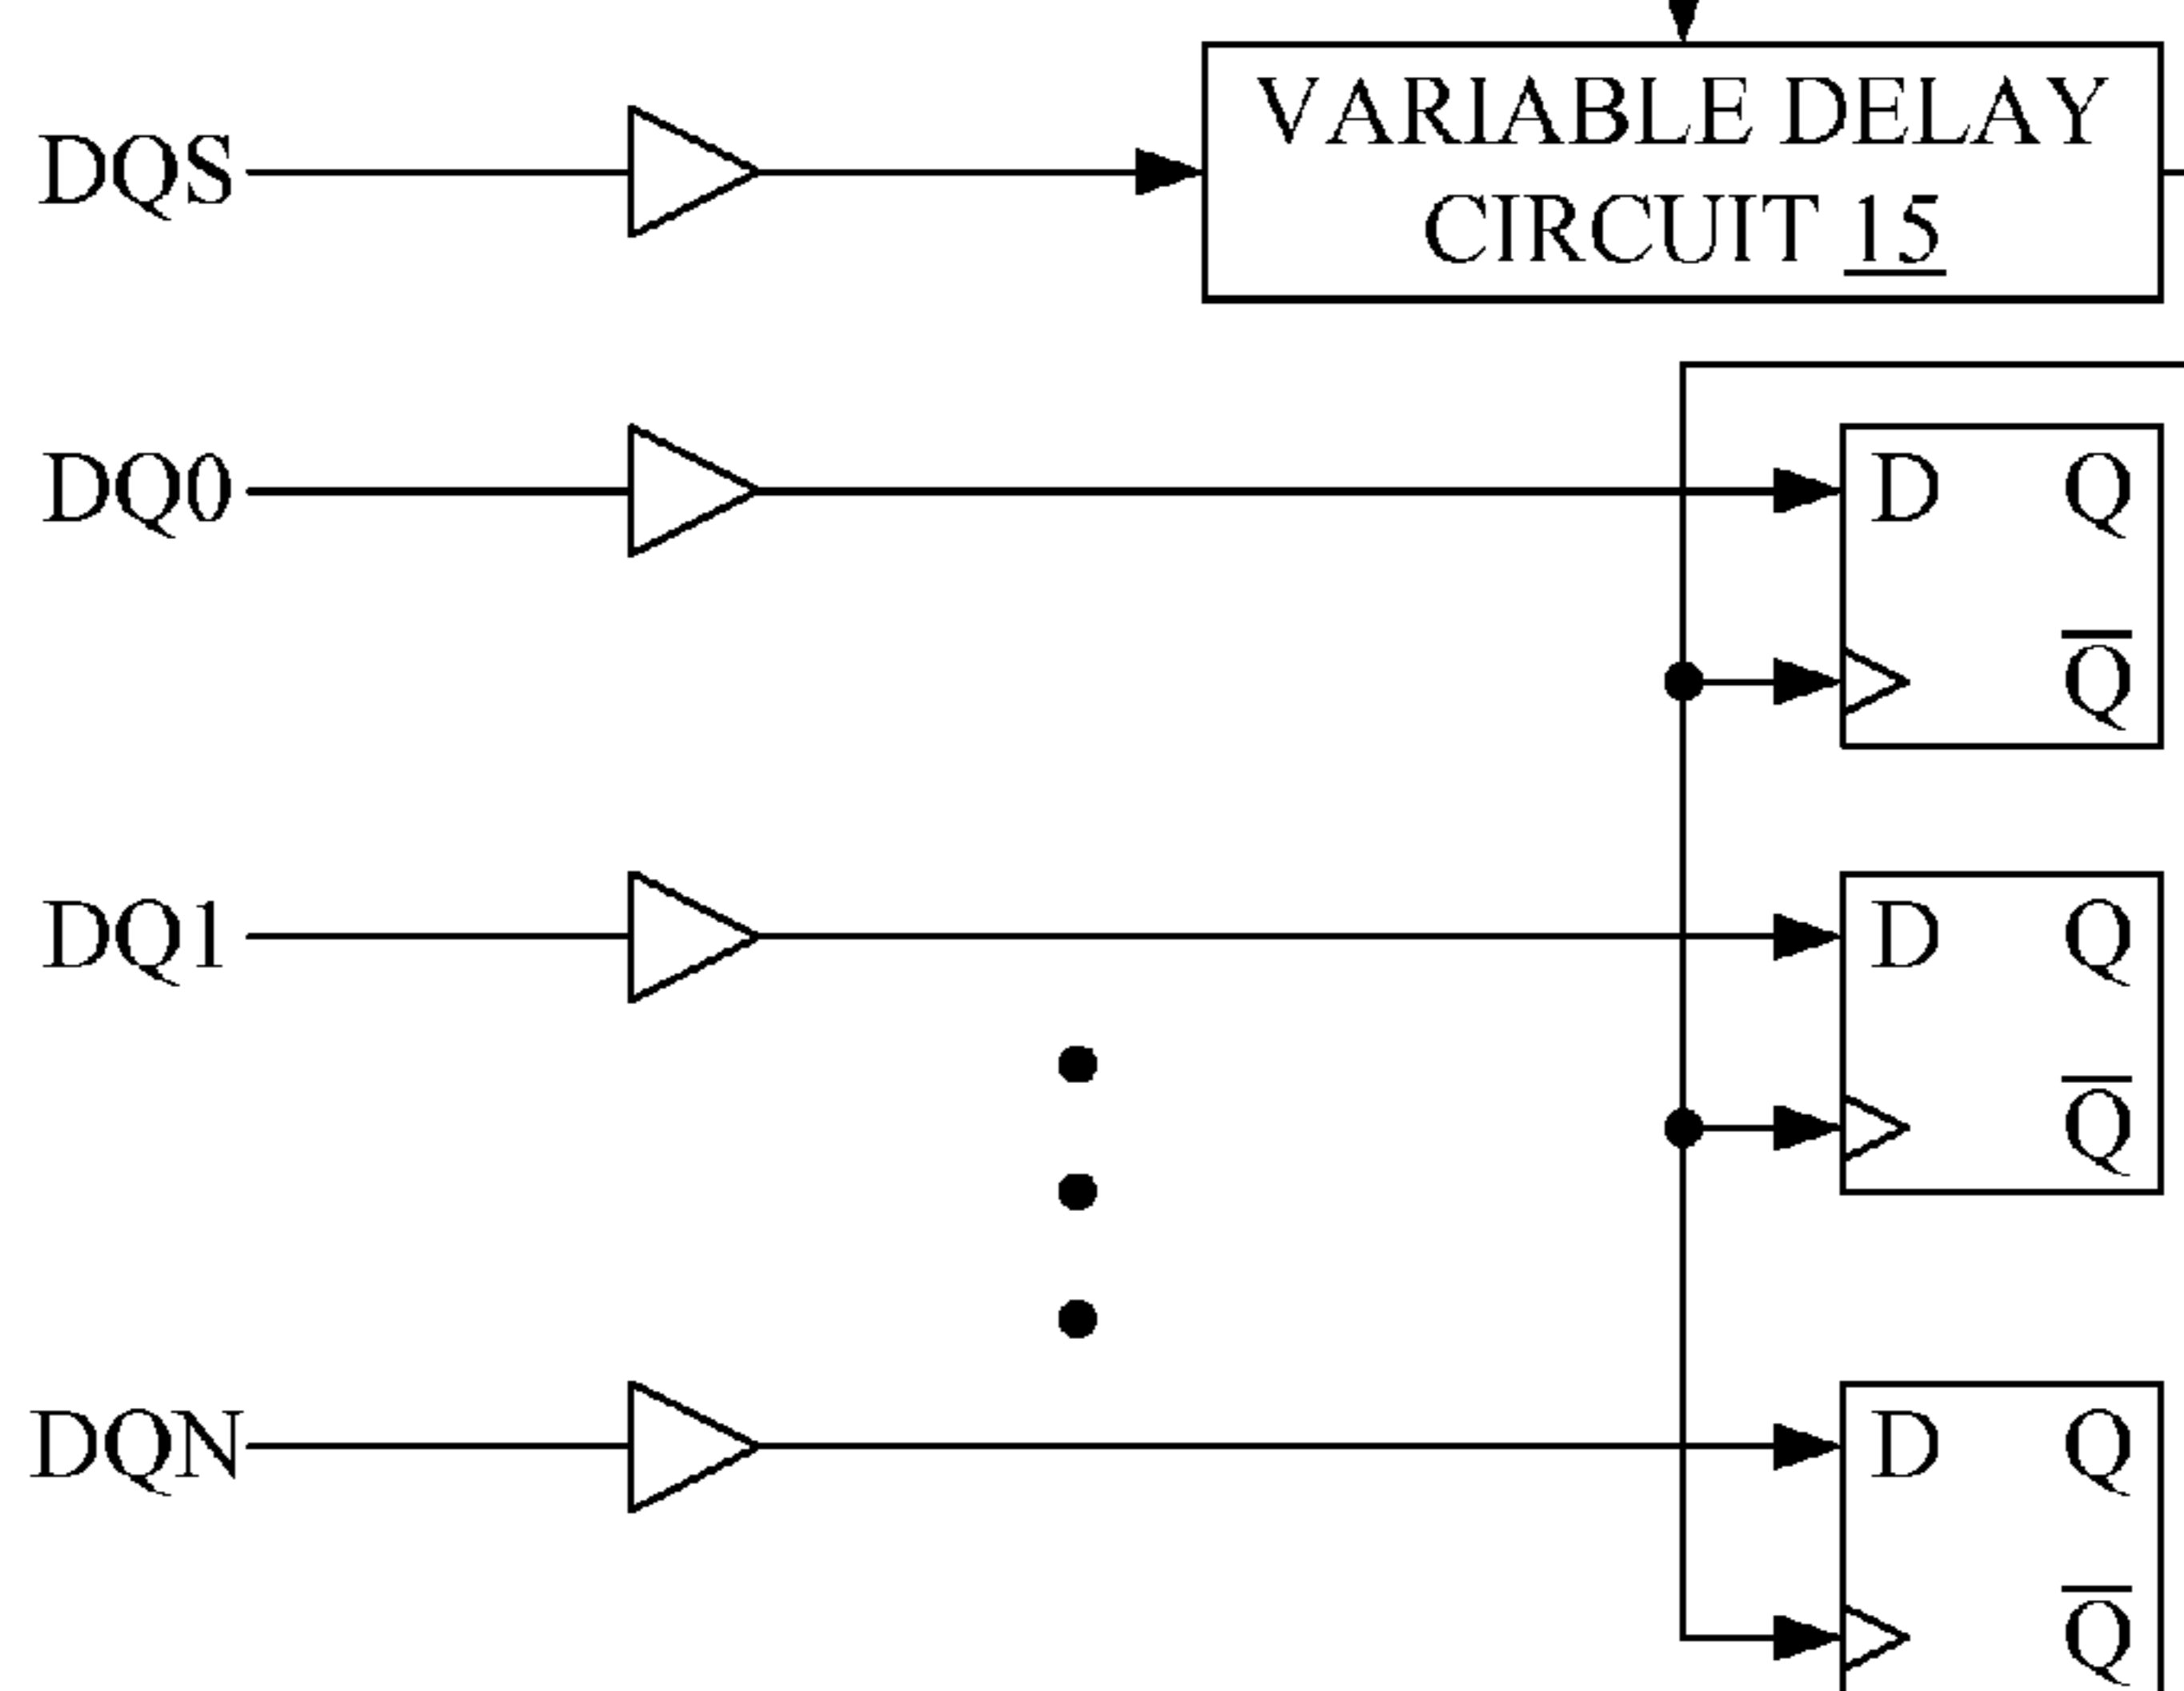 DQS
VARIABLE DELAY
CIRCUIT 15
DQ0
D Q
Q̅
DQ1
D Q
Q̅
DQN
D Q
Q̅